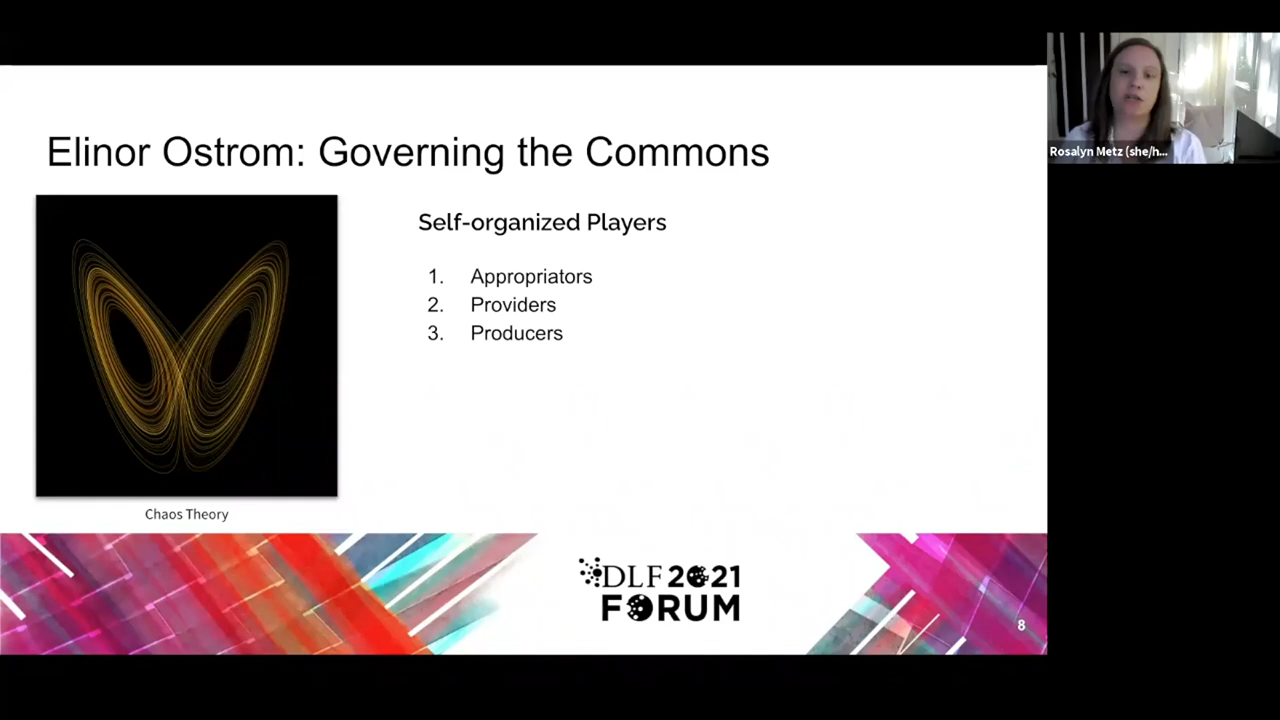 Elinor Ostrom: Governing the Commons
Self-organized Players
1. Appropriators
2. Providers
3. Producers
Chaos Theory
DLF 2021
FORUM
8
Rosalyn Metz (she/h...